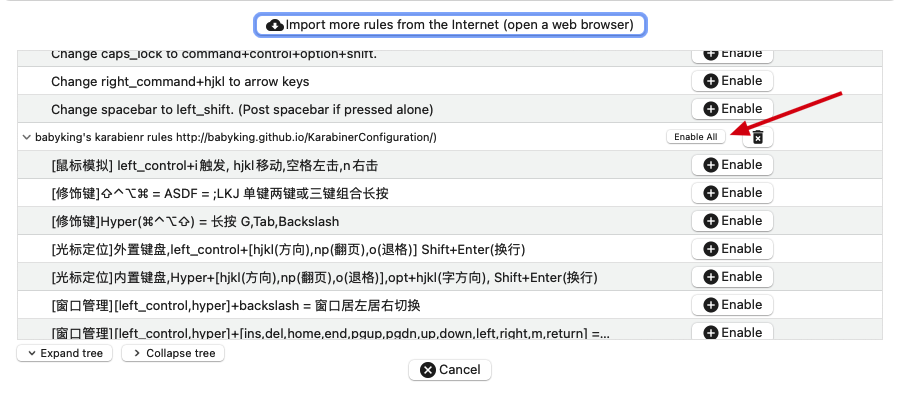 Import more rules from the Internet (open a web browser)
Change caps_lock to command+control+option+shift. Enable
Change right_command+hjkl to arrow keys Enable
Change spacebar to left_shift. (Post spacebar if pressed alone) Enable
babyking's karabienr rules http://babyking.github.io/KarabinerConfiguration/) Enable All
[鼠标模拟] left_control+i触发, hjkl移动,空格左击,n右击 Enable
[修饰键]⇧⌃⌥⌘ = ASDF = ;LKJ 单键两键或三键组合长按 Enable
[修饰键]Hyper(⌘⌃⌥⇧) = 长按 G,Tab,Backslash Enable
[光标定位]外置键盘,left_control+[hjkl(方向),np(翻页),o(退格)] Shift+Enter(换行) Enable
[光标定位]内置键盘,Hyper+[hjkl(方向),np(翻页),o(退格)],opt+hjkl(字方向), Shift+Enter(换行) Enable
[窗口管理][left_control,hyper]+backslash = 窗口居左居右切换 Enable
[窗口管理][left_control,hyper]+[ins,del,home,end,pgup,pgdn,up,down,left,right,m,return] =... Enable
Expand tree Collapse tree
Cancel